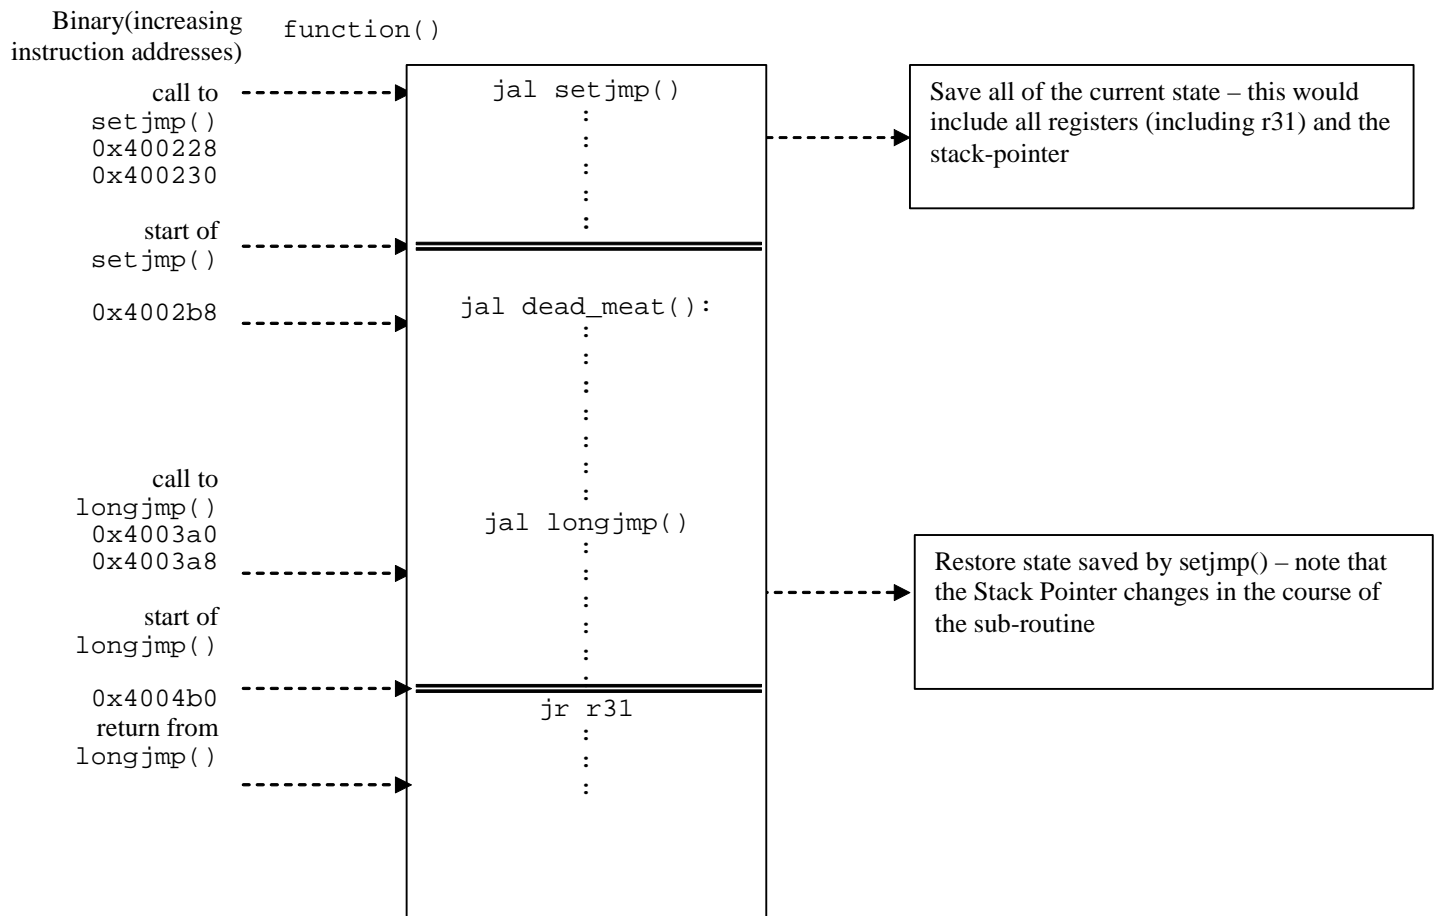 Binary(increasing
instruction addresses)
function()
call to
setjmp()
0x400228
0x400230
jal setjmp()
:
:
:
:
:
Save all of the current state – this would
include all registers (including r31) and the
stack-pointer
start of
setjmp()
0x4002b8
jal dead_meat():
:
:
:
:
:
:
:
call to
longjmp()
0x4003a0
0x4003a8
jal longjmp()
:
:
:
:
:
:
Restore state saved by setjmp() – note that
the Stack Pointer changes in the course of
the sub-routine
start of
longjmp()
0x4004b0
return from
longjmp()
jr r31
:
:
: